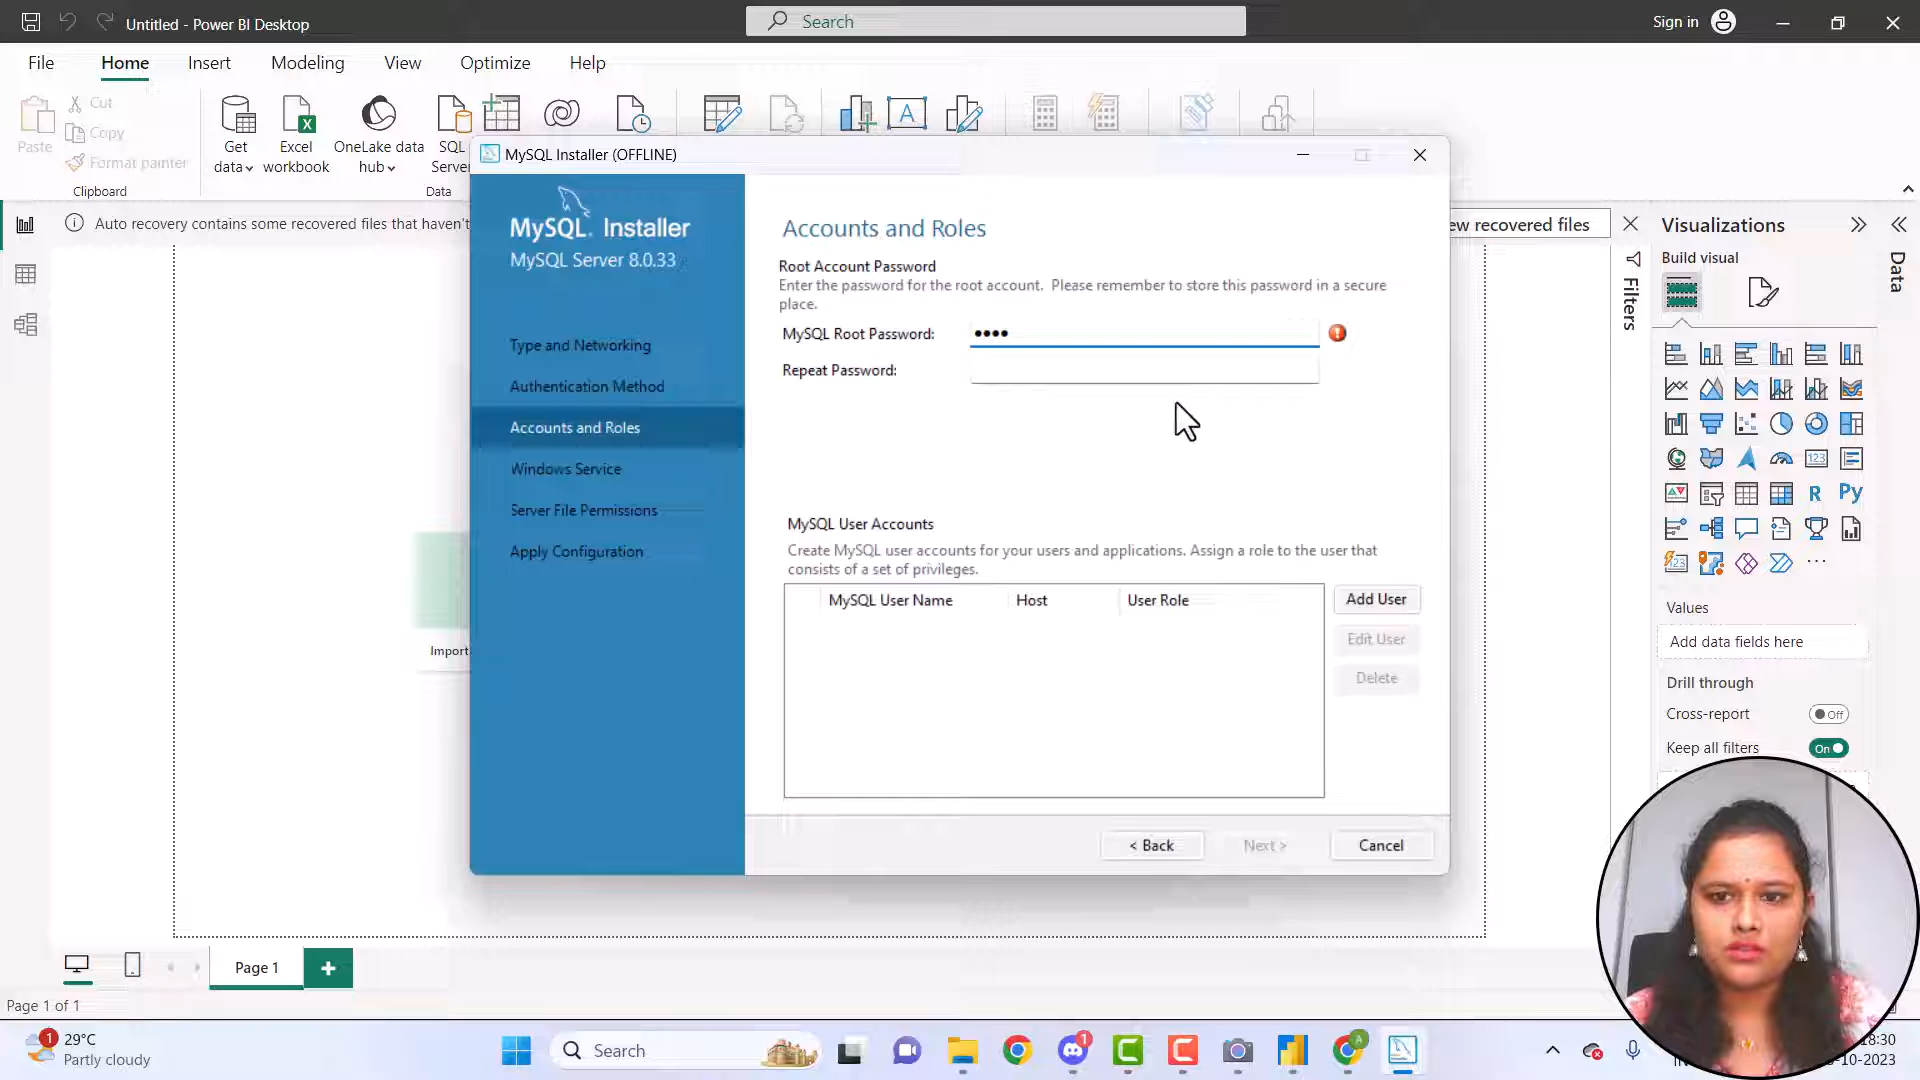 Untitled - Power BI Desktop
Search
Sign in
File
Home
Insert
Modeling
View
Optimize
Help
Paste
Cut
Copy
Format painter
Clipboard
Get data
Excel workbook
OneLake data hub
SQL Server
Data
Auto recovery contains some recovered files that haven't
ew recovered files
MySQL Installer (OFFLINE)
MySQL. Installer
MySQL Server 8.0.33
Type and Networking
Authentication Method
Accounts and Roles
Windows Service
Server File Permissions
Apply Configuration
Accounts and Roles
Root Account Password
Enter the password for the root account. Please remember to store this password in a secure
place.
MySQL Root Password:
Repeat Password:
MySQL User Accounts
Create MySQL user accounts for your users and applications. Assign a role to the user that
consists of a set of privileges.
MySQL User Name
Host
User Role
Add User
Edit User
Delete
< Back
Next >
Cancel
Import
Visualizations
Build visual
Filters
Data
123
R
Py
123
Values
Add data fields here
Drill through
Cross-report
Off
Keep all filters
On
Page 1
Page 1 of 1
1
29°C
Partly cloudy
Search
1
A
18:30
-10-2023